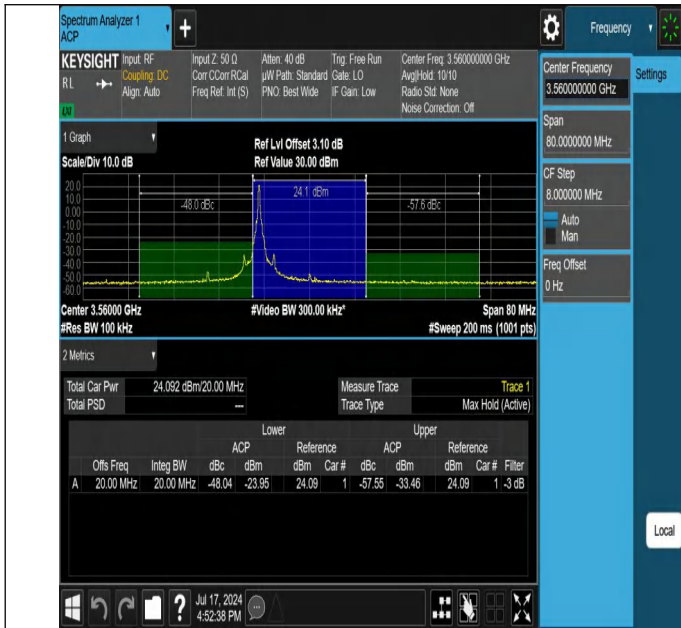 Spectrum Analyzer 1
ACP
+
Frequency
KEYSIGHT Input: RF Input Z: 50 Ω Atten: 40 dB Trig: Free Run Center Freq: 3.560000000 GHz
RL Coupling: DC Corr CCorr RCal µW Path: Standard Gate: LO Avg|Hold: 10/10
Align: Auto Freq Ref: Int (S) PNO: Best Wide IF Gain: Low Radio Std: None
Noise Correction: Off
Center Frequency
3.560000000 GHz
Settings
Span
80.0000000 MHz
CF Step
8.000000 MHz
Auto
Man
Freq Offset
0 Hz
Local
1 Graph
Scale/Div 10.0 dB
Ref Lvl Offset 3.10 dB
Ref Value 30.00 dBm
20.0
10.0
0.00
-10.0
-20.0
-30.0
-40.0
-50.0
-60.0
-48.0 dBc
24.1 dBm
-57.6 dBc
Center 3.56000 GHz #Video BW 300.00 kHz* Span 80 MHz
#Res BW 100 kHz #Sweep 200 ms (1001 pts)
2 Metrics
Total Car Pwr 24.092 dBm/20.00 MHz Measure Trace Trace 1
Total PSD --- Trace Type Max Hold (Active)
Lower Upper
ACP Reference ACP Reference
Offs Freq Integ BW dBc dBm dBm Car # dBc dBm dBm Car # Filter
A 20.00 MHz 20.00 MHz -48.04 -23.95 24.09 1 -57.55 -33.46 24.09 1 -3 dB
?
Jul 17, 2024
4:52:38 PM